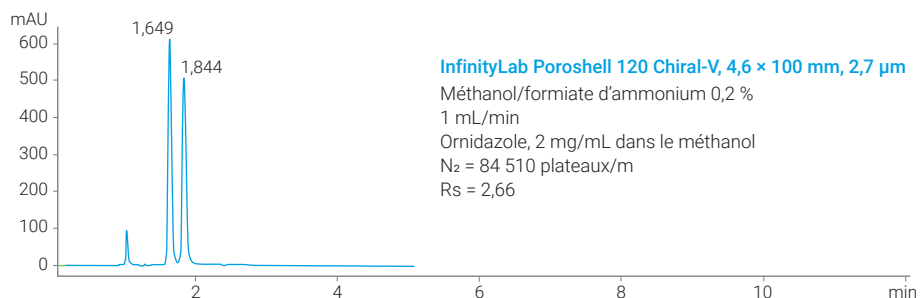 mAU
600
500
400
300
200
100
0
1,649
1,844
InfinityLab Poroshell 120 Chiral-V, 4,6 × 100 mm, 2,7 µm
Méthanol/formiate d’ammonium 0,2 %
1 mL/min
Ornidazole, 2 mg/mL dans le méthanol
N₂ = 84 510 plateaux/m
Rs = 2,66
2 4 6 8 10 min